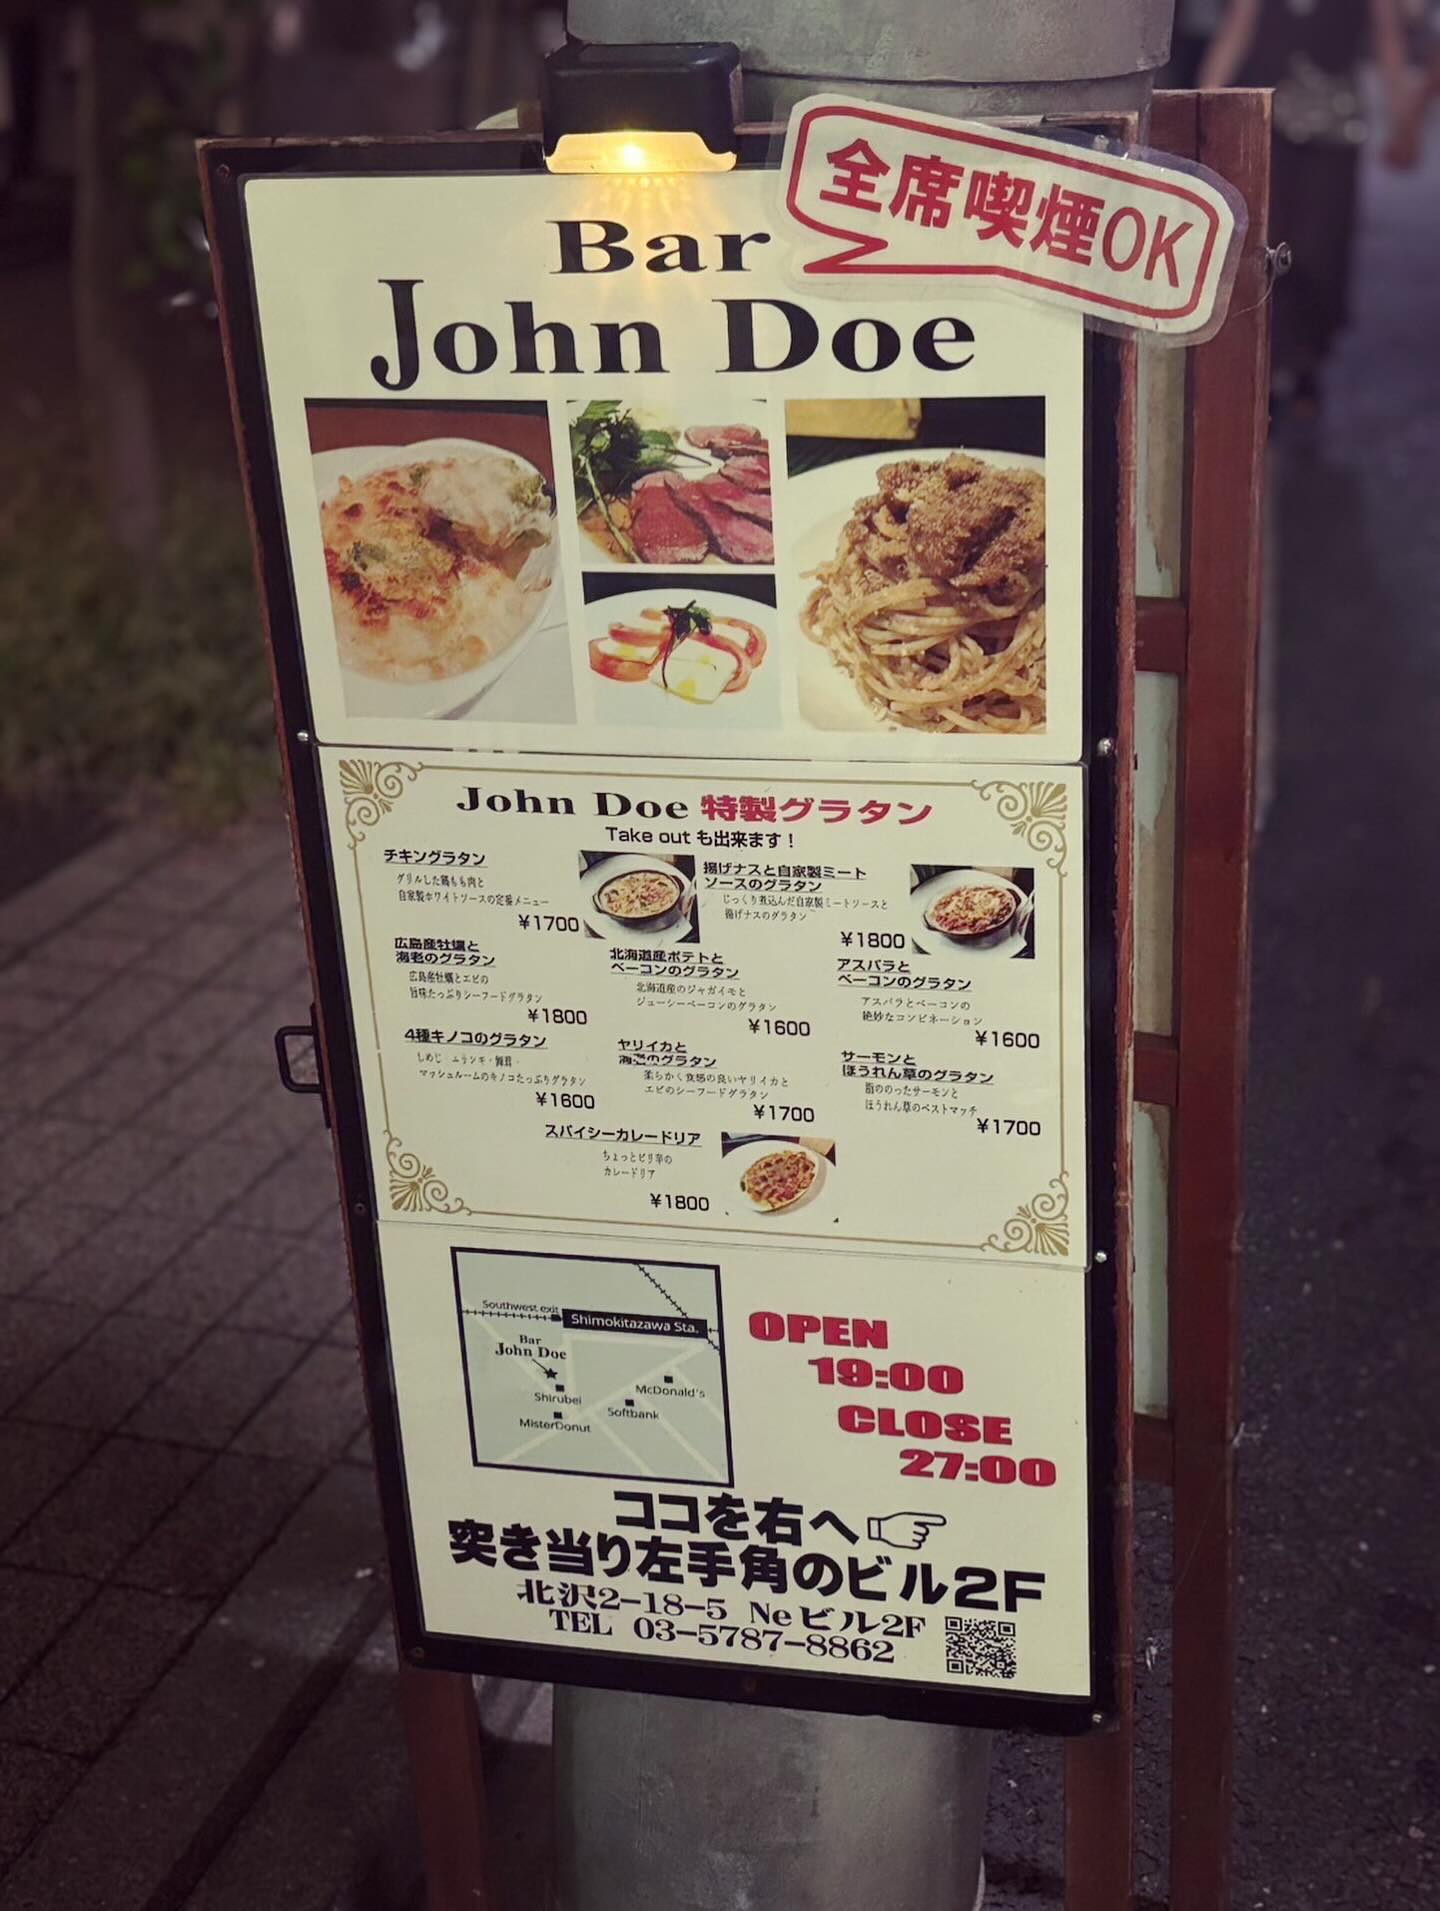 全席喫煙OK
Bar
John Doe
John Doe 特製グラタン
Take out も出来ます！
チキングラタン
グリルした鶏もも肉と
自家製ホワイトソースの定番メニュー
¥1700
揚げナスと自家製ミート
ソースのグラタン
じっくり煮込んだ自家製ミートソースと
揚げナスのグラタン
¥1800
広島産牡蠣と
海老のグラタン
広島産牡蠣とエビの
旨味たっぷりシーフードグラタン
¥1800
北海道産ポテトと
ベーコンのグラタン
北海道産のジャガイモと
ジューシーベーコンのグラタン
¥1600
アスパラと
ベーコンのグラタン
アスパラとベーコンの
絶妙なコンビネーション
¥1600
4種キノコのグラタン
しめじ・エリンギ・舞茸・
マッシュルームのキノコたっぷりグラタン
¥1600
ヤリイカと
海老のグラタン
柔らかく食感の良いヤリイカと
エビのシーフードグラタン
¥1700
サーモンと
ほうれん草のグラタン
脂ののったサーモンと
ほうれん草のベストマッチ
¥1700
スパイシーカレードリア
ちょっとピリ辛の
カレードリア
¥1800
Southwest exit
Shimokitazawa Sta.
Bar
John Doe
Shirubei
MisterDonut
McDonald's
Softbank
OPEN
19:00
CLOSE
27:00
ココを右へ
突き当り左手角のビル2F
北沢2-18-5 Neビル2F
TEL 03-5787-8862